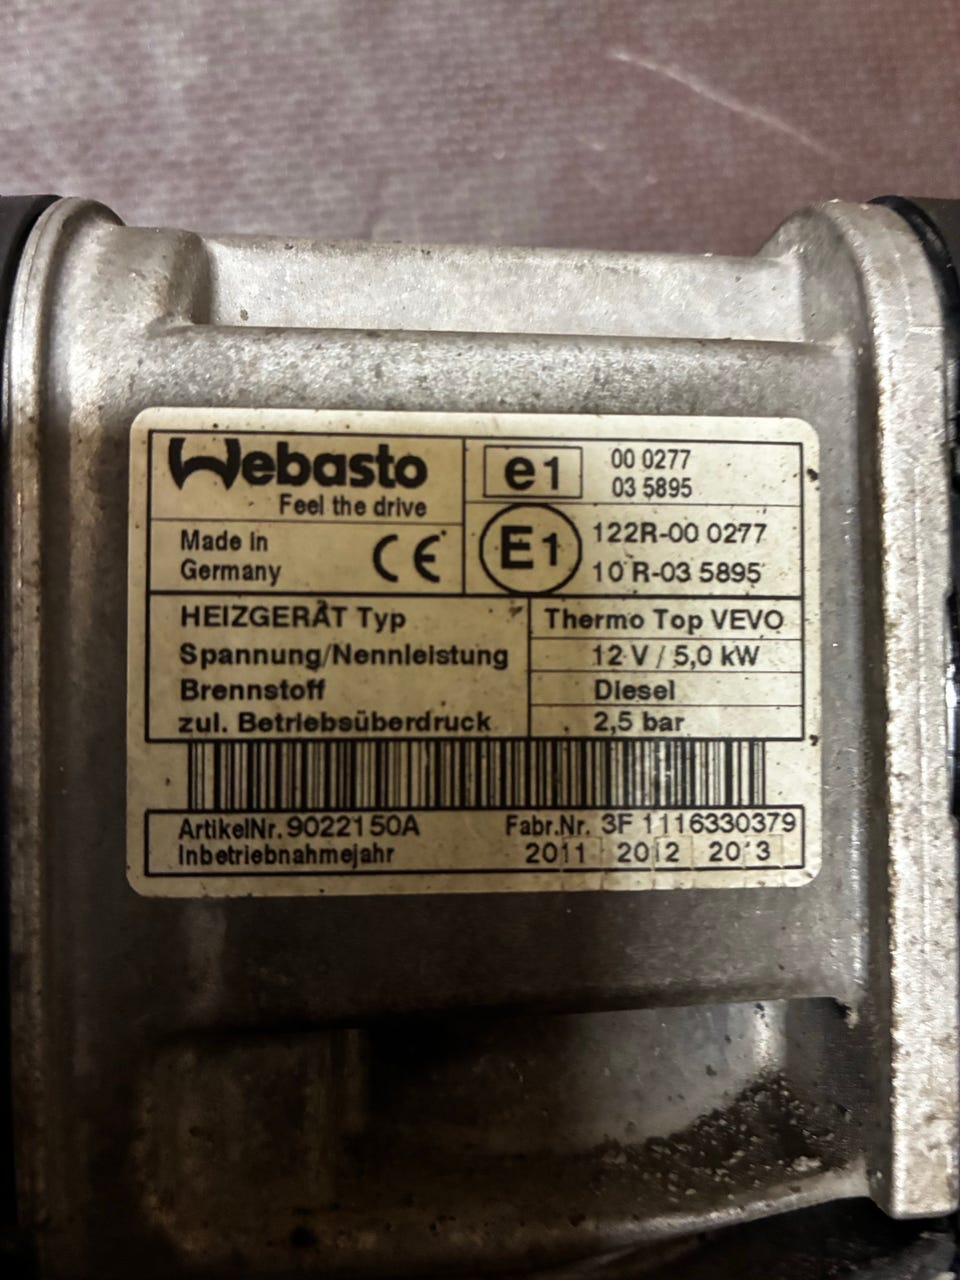 Webasto
Feel the drive
e1 00 0277
03 5895
Made in
Germany
CE
E1 122R-00 0277
10 R-03 5895
HEIZGERÄT Typ Thermo Top VEVO
Spannung/Nennleistung 12 V / 5,0 kW
Brennstoff Diesel
zul. Betriebsüberdruck 2,5 bar
ArtikelNr. 9022150A Fabr.Nr. 3F 1116330379
Inbetriebnahmejahr 2011 2012 2013